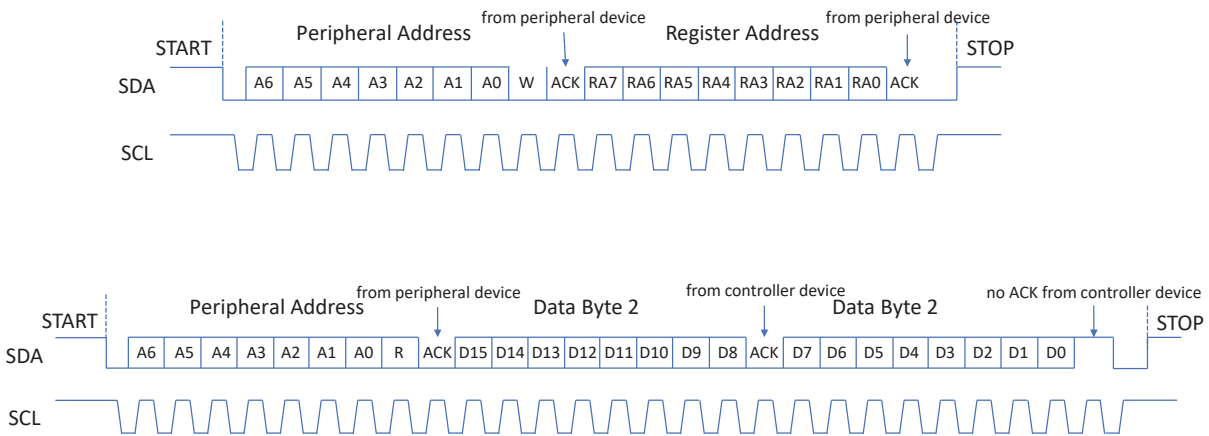 from peripheral device from peripheral device
Peripheral Address Register Address
START STOP
SDA A6 A5 A4 A3 A2 A1 A0 W ACK RA7 RA6 RA5 RA4 RA3 RA2 RA1 RA0 ACK
SCL
Peripheral Address from peripheral device Data Byte 2 from controller device Data Byte 2 no ACK from controller device
START STOP
SDA A6 A5 A4 A3 A2 A1 A0 R ACK D15 D14 D13 D12 D11 D10 D9 D8 ACK D7 D6 D5 D4 D3 D2 D1 D0
SCL